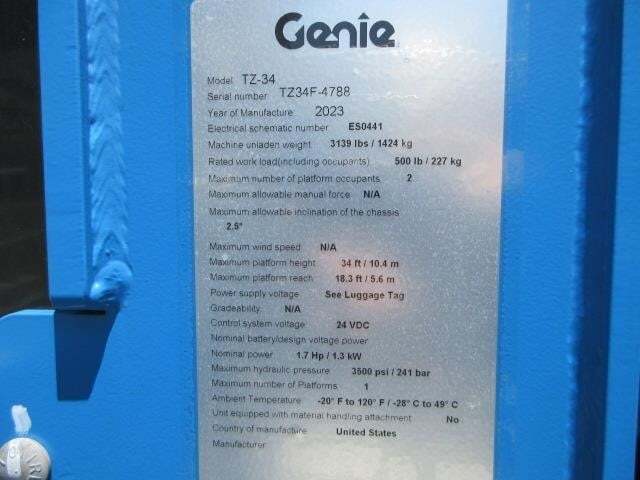 Genie
Model TZ-34
Serial number TZ34F-4788
Year of Manufacture 2023
Electrical schematic number ES0441
Machine unladen weight 3139 lbs / 1424 kg
Rated work load(including occupants) 500 lb / 227 kg
Maximum number of platform occupants 2
Maximum allowable manual force N/A
Maximum allowable inclination of the chassis
2.5°
Maximum wind speed N/A
Maximum platform height 34 ft / 10.4 m
Maximum platform reach 18.3 ft / 5.6 m
Power supply voltage See Luggage Tag
Gradeability N/A
Control system voltage 24 VDC
Nominal battery/design voltage power
Nominal power 1.7 Hp / 1.3 kW
Maximum hydraulic pressure 3500 psi / 241 bar
Maximum number of Platforms 1
Ambient Temperature -20° F to 120° F / -28° C to 49° C
Unit equipped with material handling attachment No
Country of manufacture United States
Manufacturer